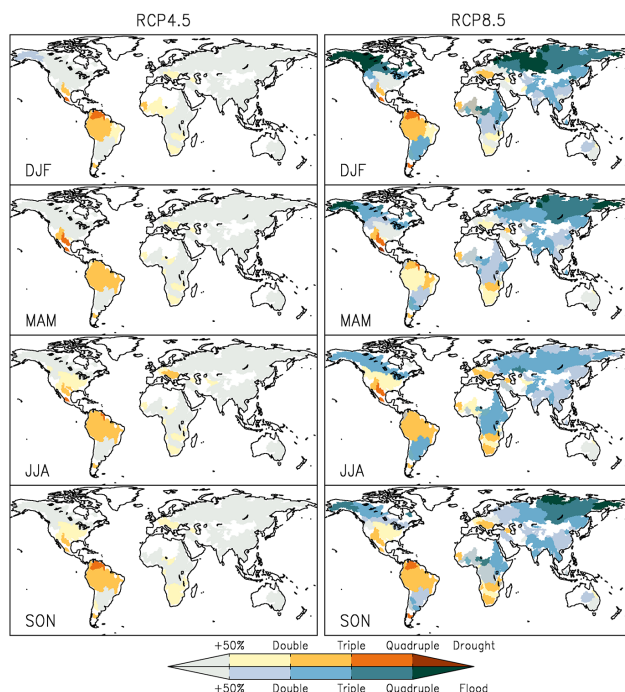 RCP4.5 RCP8.5
DJF DJF
MAM MAM
JJA JJA
SON SON
+50% Double Triple Quadruple Drought
+50% Double Triple Quadruple Flood